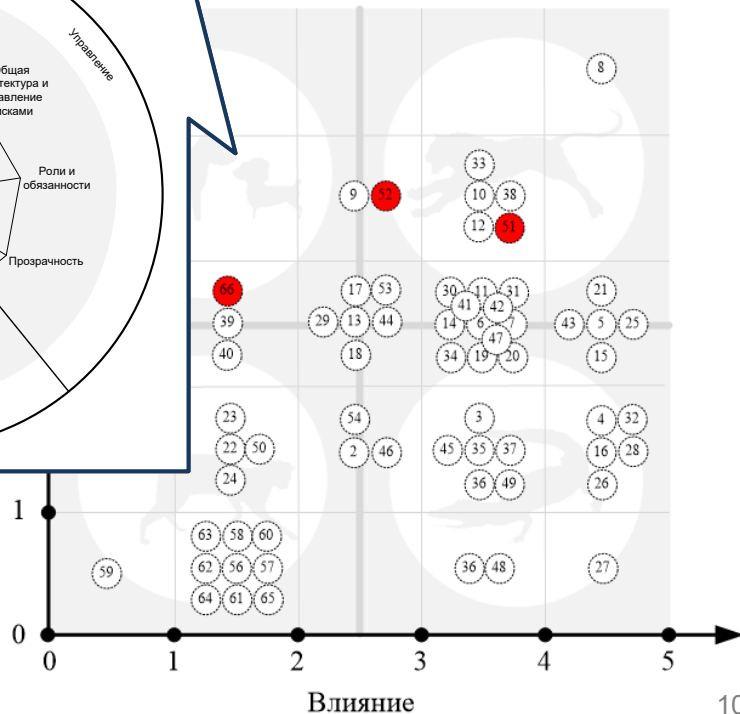 Управление
бщая
тектура и
авление
сками
Роли и
обязанности
Прозрачность
8
33
9 52 10 38
12 51
66 17 53 30 11 31 21
41 42
39 29 13 44 14 6 7 43 5 25
47
40 18 34 19 20 15
23 54 3 4 32
22 50 2 46 45 35 37 16 28
24 36 49 26
1
63 58 60
59 62 56 57 36 48 27
64 61 65
0
0 1 2 3 4 5
Влияние
10